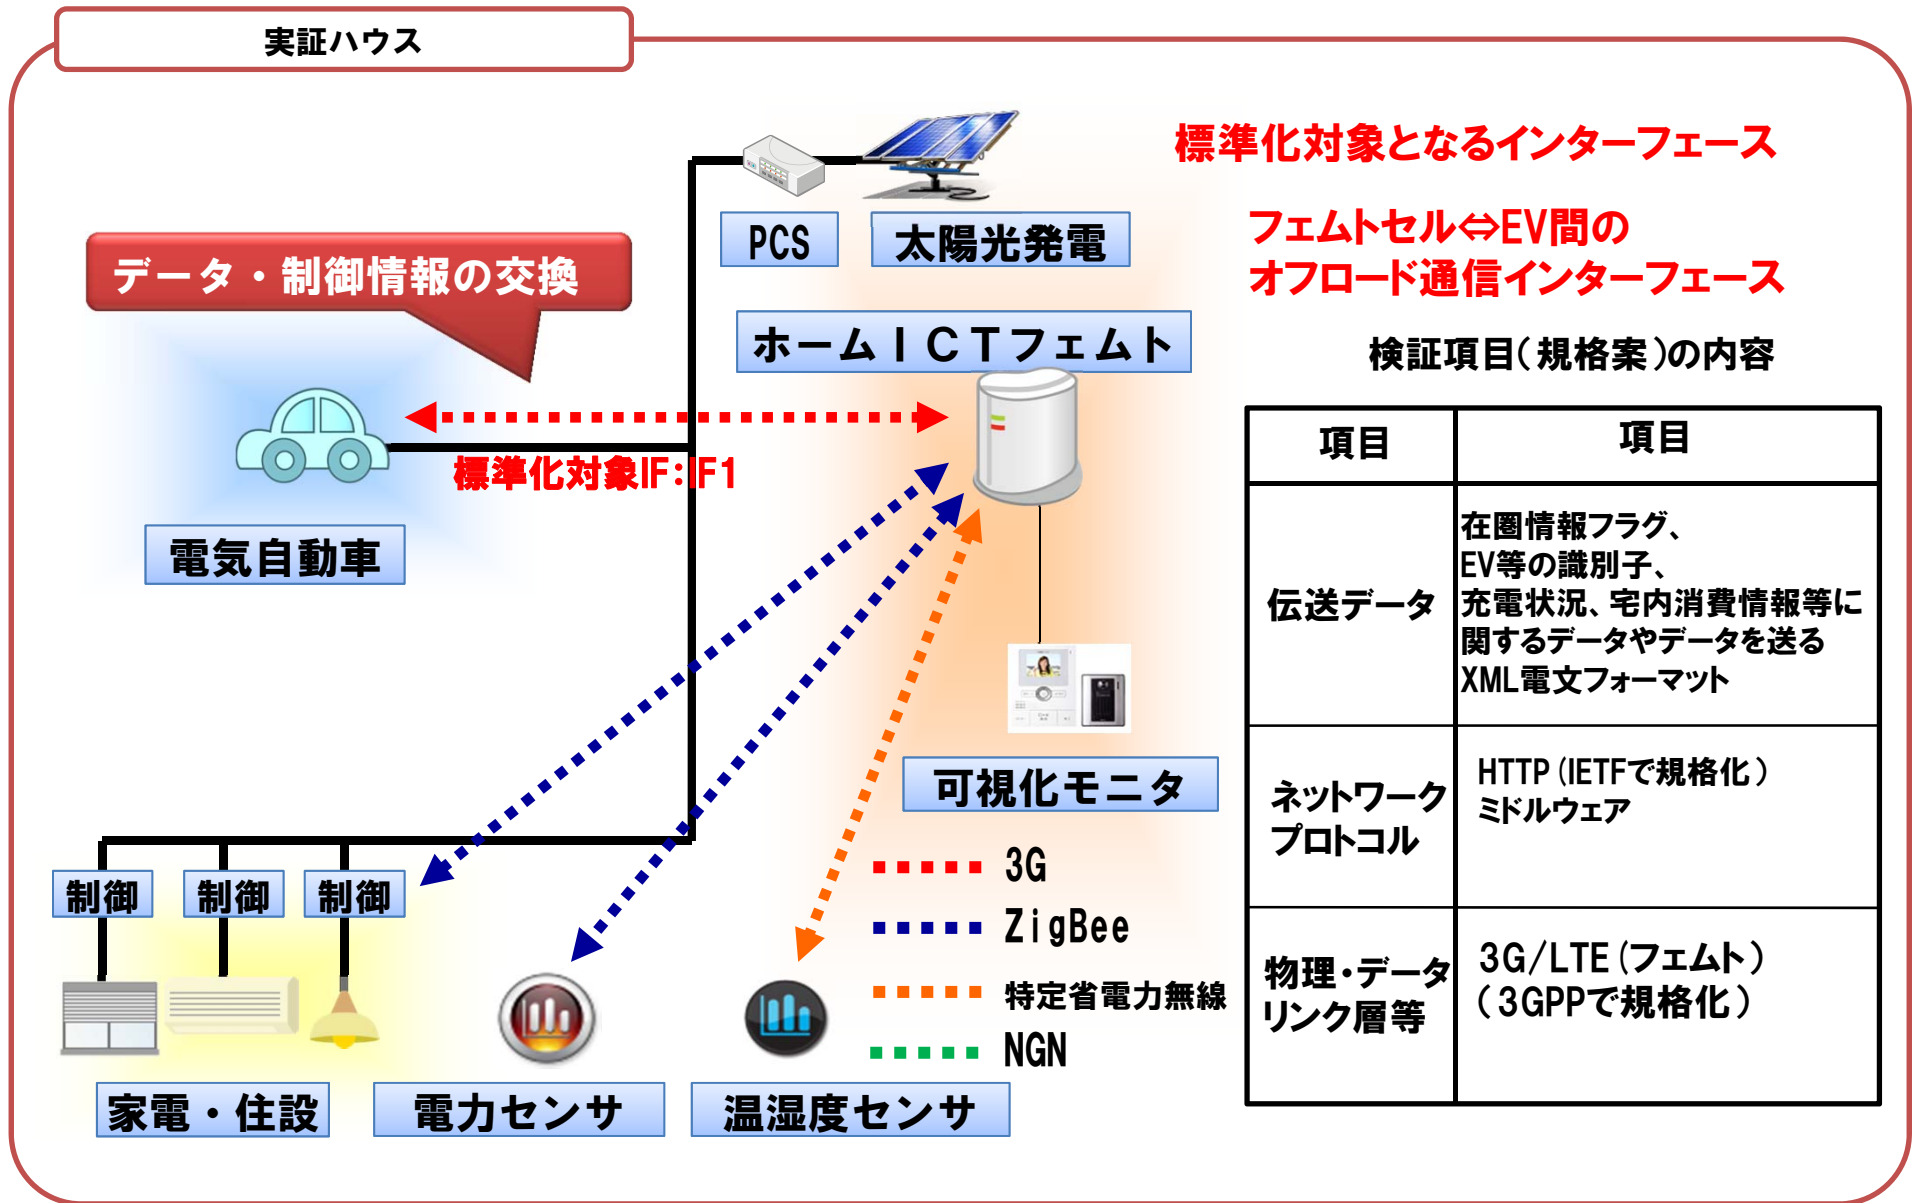 実証ハウス
標準化対象となるインターフェース
PCS
太陽光発電
フェムトセル⇔EV間の
オフロード通信インターフェース
データ・制御情報の交換
ホームICTフェムト
検証項目(規格案)の内容
標準化対象IF:IF1
電気自動車
可視化モニタ
制御
制御
制御
3G
ZigBee
特定省電力無線
NGN
家電・住設
電力センサ
温湿度センサ
項目
項目
伝送データ
在圏情報フラグ、
EV等の識別子、
充電状況、宅内消費情報等に
関するデータやデータを送る
XML電文フォーマット
ネットワーク
プロトコル
HTTP(IETFで規格化)
ミドルウェア
物理・データ
リンク層等
3G/LTE(フェムト)
(3GPPで規格化)